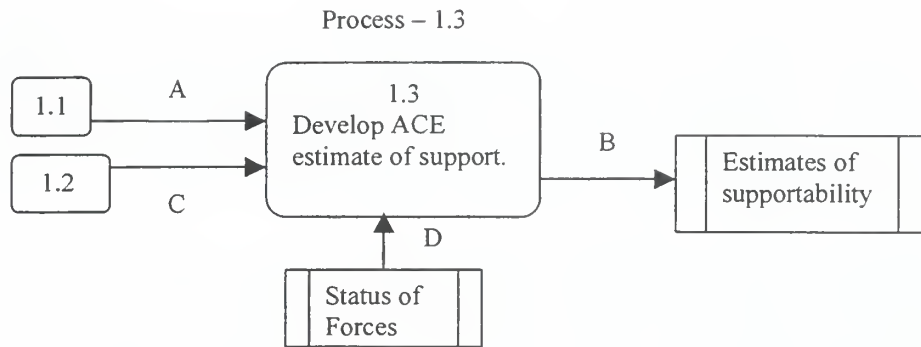 Process – 1.3
1.1
A
1.3
Develop ACE
estimate of support.
B
Estimates of
supportability
1.2
C
D
Status of
Forces